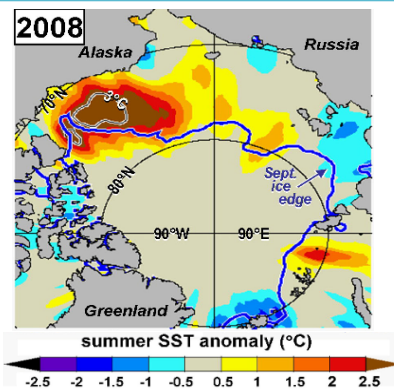 2008
Alaska
Russia
70°N
3°C
80°N
Sept.
ice
edge
90°W
90°E
Greenland
summer SST anomaly (°C)
-2.5 -2 -1.5 -1 -0.5 0.5 1 1.5 2 2.5